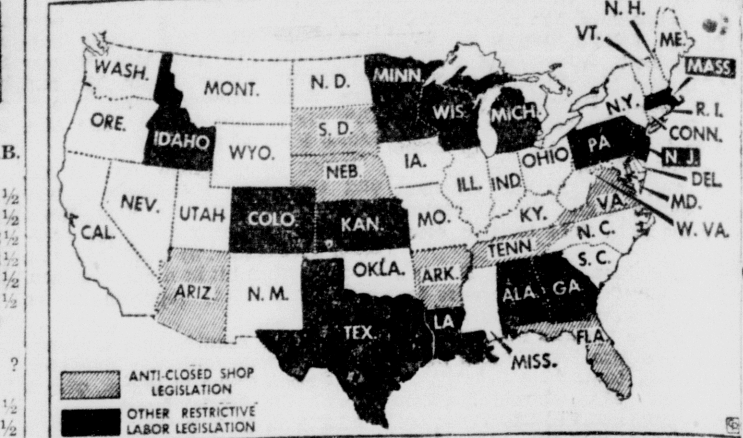 N. H.
VT.
ME.
WASH.
MONT.
N. D.
MINN.
MASS.
ORE.
IDAHO
S. D.
WIS.
MICH.
N.Y.
R. I.
CONN.
B.
WYO.
NEB.
IA.
ILL.
IND.
OHIO
PA
N. J.
DEL.
MD.
W. VA.
½
½
½
½
½
½
NEV.
UTAH
COLO.
KAN.
MO.
KY.
VA.
CAL.
N. C.
TENN.
ARIZ.
N. M.
OKLA.
ARK.
S. C.
ALA.
GA.
TEX.
LA
MISS.
FLA.
?
ANTI-CLOSED SHOP
LEGISLATION
½
½
OTHER RESTRICTIVE
LABOR LEGISLATION